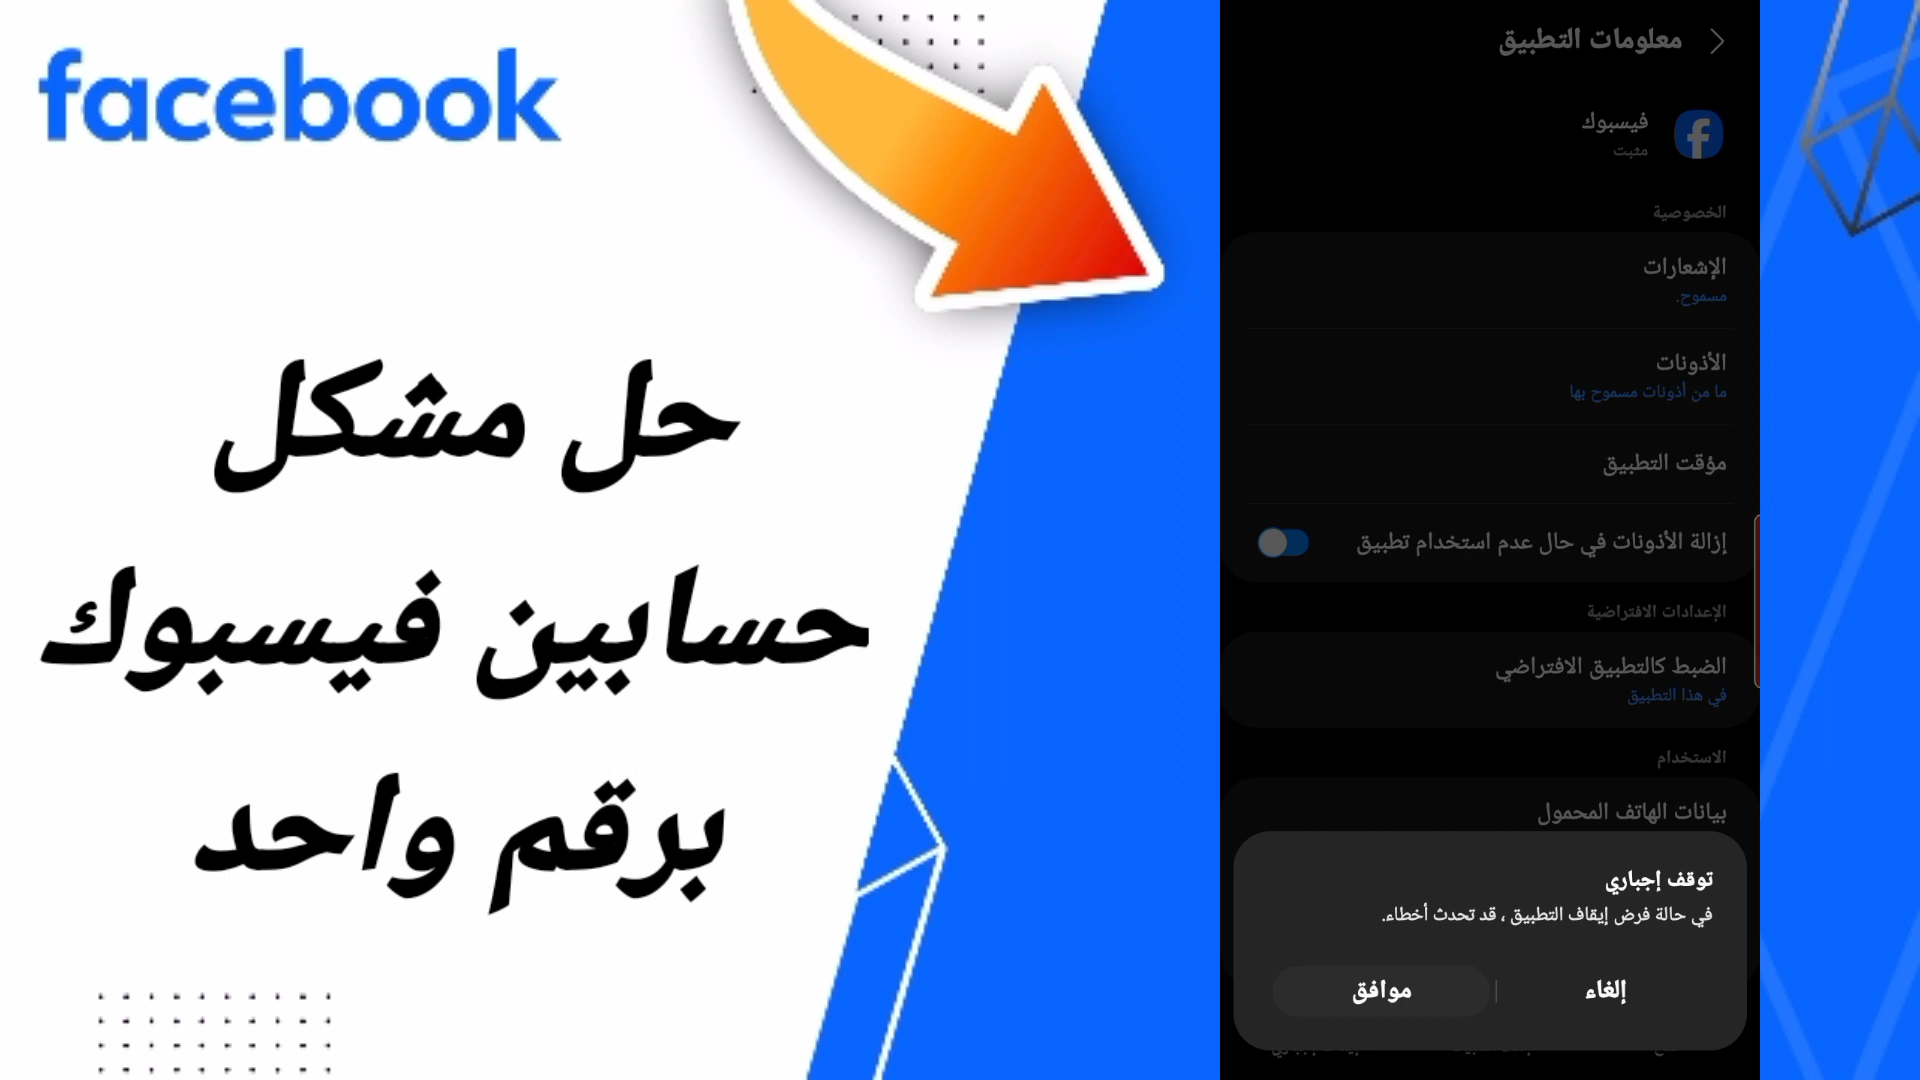 facebook
حل مشكل
حسابين فيسبوك
برقم واحد
معلومات التطبيق
فيسبوك
مثبت
الخصوصية
الإشعارات
مسموح.
الأذونات
ما من أذونات مسموح بها
مؤقت التطبيق
إزالة الأذونات في حال عدم استخدام تطبيق
الإعدادات الافتراضية
الضبط كالتطبيق الافتراضي
في هذا التطبيق
الاستخدام
بيانات الهاتف المحمول
توقف إجباري
في حالة فرض إيقاف التطبيق ، قد تحدث أخطاء.
إلغاء
موافق